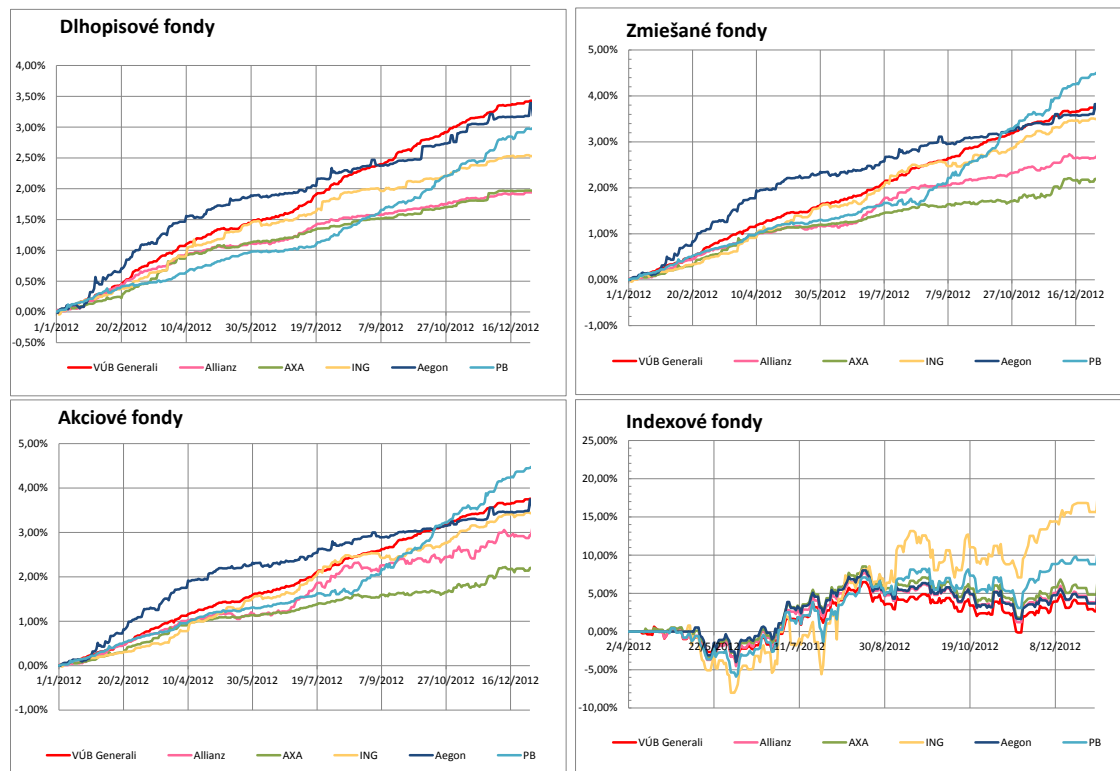 Dlhopisové fondy
4,00%
3,50%
3,00%
2,50%
2,00%
1,50%
1,00%
0,50%
0,00%
-0,50%
1/1/2012 20/2/2012 10/4/2012 30/5/2012 19/7/2012 7/9/2012 27/10/2012 16/12/2012
VÚB Generali Allianz AXA ING Aegon PB
Zmiešané fondy
5,00%
4,00%
3,00%
2,00%
1,00%
0,00%
-1,00%
1/1/2012 20/2/2012 10/4/2012 30/5/2012 19/7/2012 7/9/2012 27/10/2012 16/12/2012
VÚB Generali Allianz AXA ING Aegon PB
Akciové fondy
5,00%
4,00%
3,00%
2,00%
1,00%
0,00%
-1,00%
1/1/2012 20/2/2012 10/4/2012 30/5/2012 19/7/2012 7/9/2012 27/10/2012 16/12/2012
VÚB Generali Allianz AXA ING Aegon PB
Indexové fondy
25,00%
20,00%
15,00%
10,00%
5,00%
0,00%
-5,00%
-10,00%
2/4/2012 22/5/2012 11/7/2012 30/8/2012 19/10/2012 8/12/2012
VÚB Generali Allianz AXA ING Aegon PB